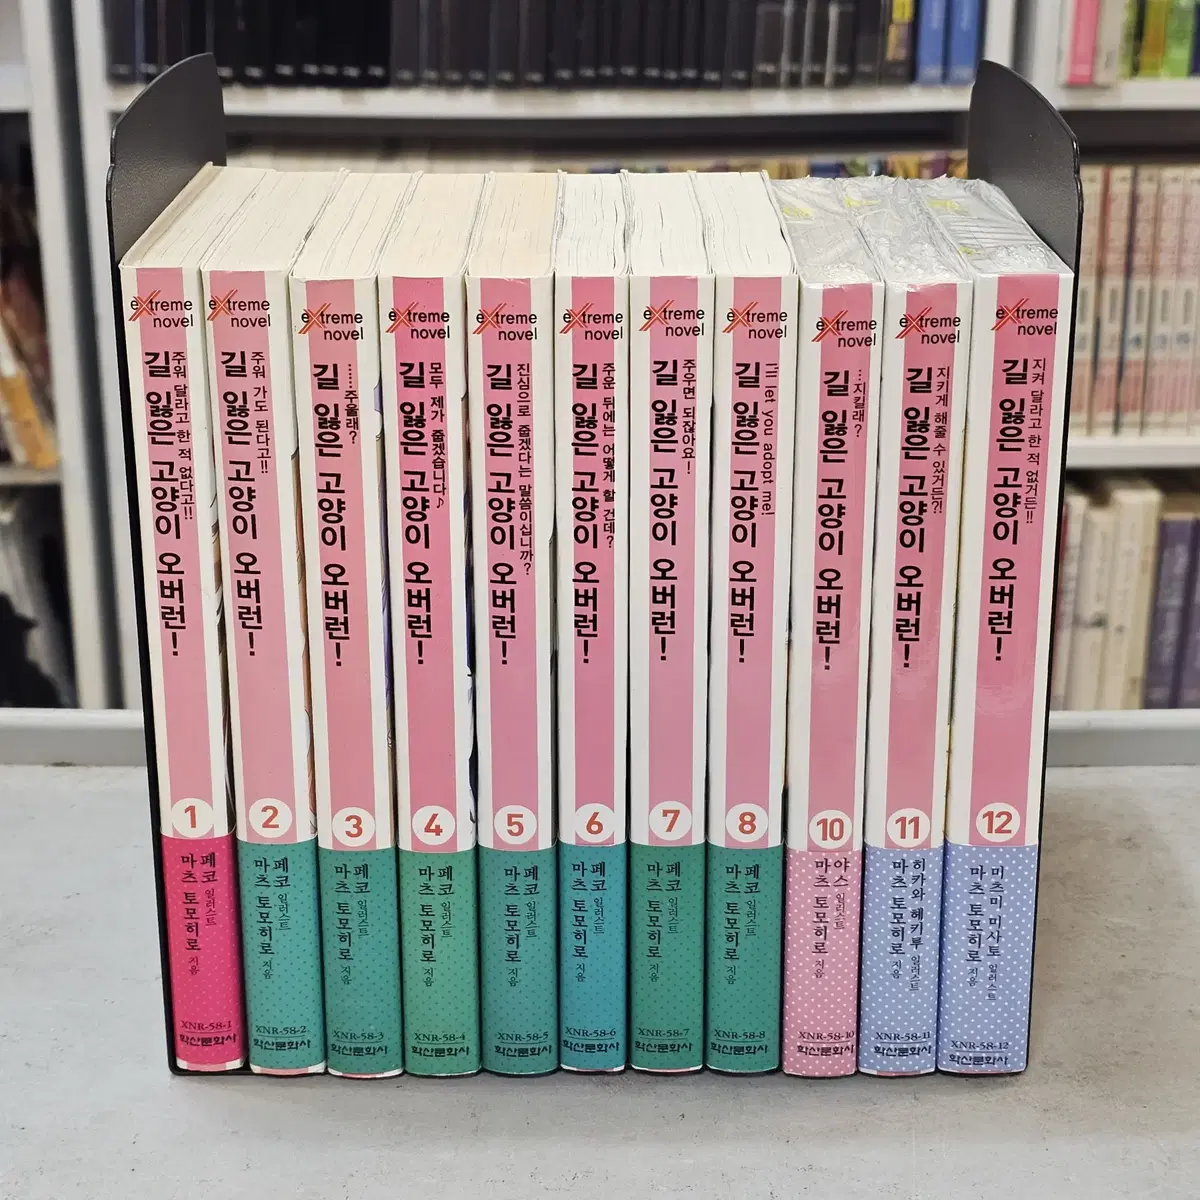 extreme novel
주워 달라고 한 적 없다고!!
길 잃은 고양이 오버런!
1
페코 일러스트
마츠 토모히로 지음
XNR-58-1
학산문화사
extreme novel
주워 가도 된다고!!
길 잃은 고양이 오버런!
2
페코 일러스트
마츠 토모히로 지음
XNR-58-2
학산문화사
extreme novel
……주울래?
길 잃은 고양이 오버런!
3
페코 일러스트
마츠 토모히로 지음
XNR-58-3
학산문화사
extreme novel
모두 제가 줍겠습니다♪
길 잃은 고양이 오버런!
4
페코 일러스트
마츠 토모히로 지음
XNR-58-4
학산문화사
extreme novel
진심으로 줍겠다는 말씀이십니까?
길 잃은 고양이 오버런!
5
페코 일러스트
마츠 토모히로 지음
XNR-58-5
학산문화사
extreme novel
주운 뒤에는 어떻게 할 건데?
길 잃은 고양이 오버런!
6
페코 일러스트
마츠 토모히로 지음
XNR-58-6
학산문화사
extreme novel
주우면 되잖아요!
길 잃은 고양이 오버런!
7
페코 일러스트
마츠 토모히로 지음
XNR-58-7
학산문화사
extreme novel
I'll let you adopt me!
길 잃은 고양이 오버런!
8
페코 일러스트
마츠 토모히로 지음
XNR-58-8
학산문화사
extreme novel
…지킬래?
길 잃은 고양이 오버런!
10
야스 일러스트
마츠 토모히로 지음
XNR-58-10
학산문화사
extreme novel
지키게 해줄 수 있거든?!
길 잃은 고양이 오버런!
11
히카와 헤키루 일러스트
마츠 토모히로 지음
XNR-58-11
학산문화사
extreme novel
지켜 달라고 한 적 없거든!!
길 잃은 고양이 오버런!
12
미츠미 미사토 일러스트
마츠 토모히로 지음
XNR-58-12
학산문화사